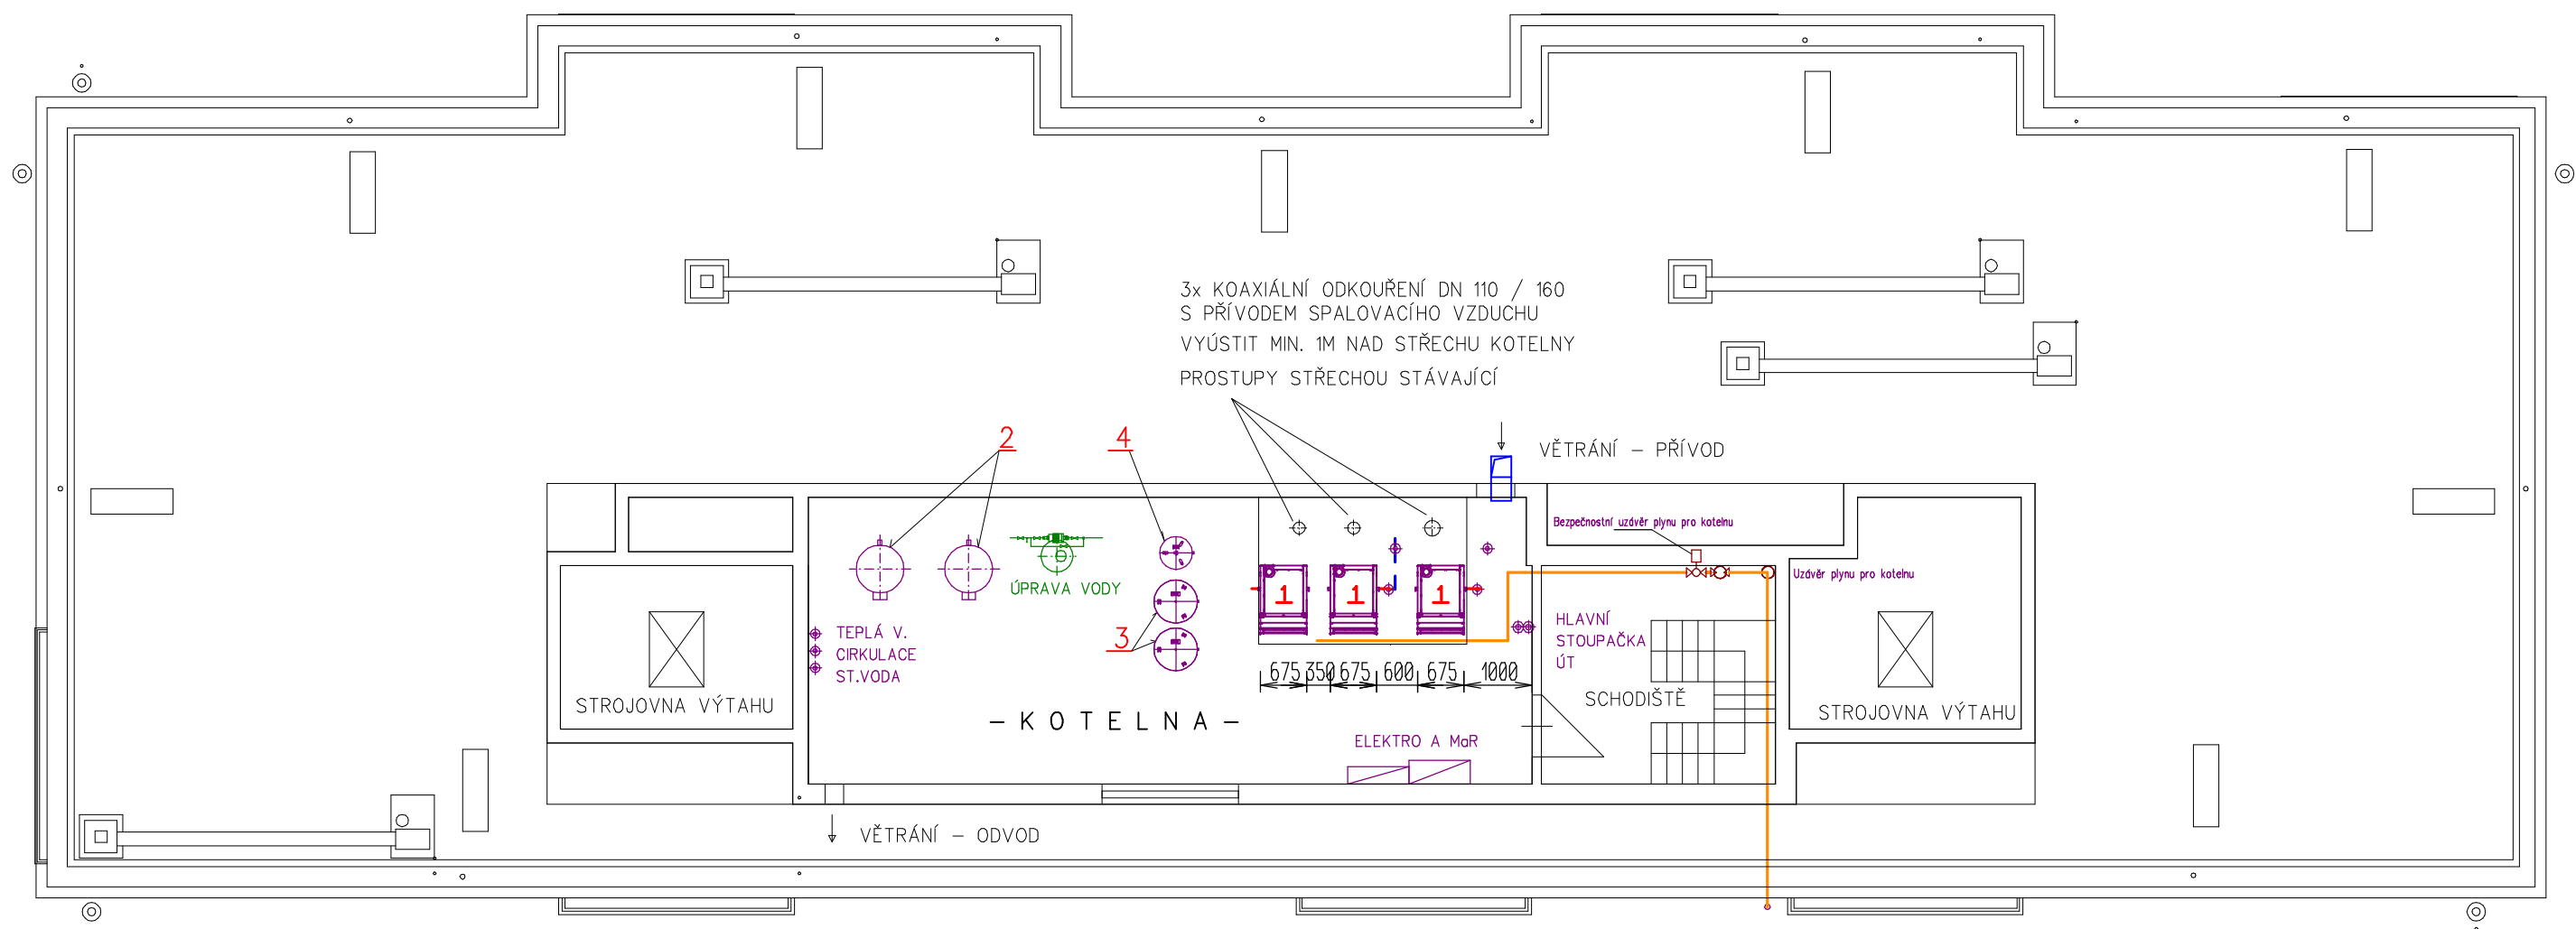 3x KOAXIÁLNÍ ODKOUŘENÍ DN 110 / 160
S PŘÍVODEM SPALOVACÍHO VZDUCHU
VYÚSTIT MIN. 1M NAD STŘECHU KOTELNY
PROSTUPY STŘECHOU STÁVAJÍCÍ
2
4
VĚTRÁNÍ – PŘÍVOD
Bezpečnostní uzávěr plynu pro kotelnu
Uzávěr plynu pro kotelnu
ÚPRAVA VODY
1
1
1
3
TEPLÁ V.
CIRKULACE
ST.VODA
HLAVNÍ
STOUPAČKA
ÚT
675 350 675 600 675 1000
STROJOVNA VÝTAHU
– K O T E L N A –
SCHODIŠTĚ
STROJOVNA VÝTAHU
ELEKTRO A MaR
VĚTRÁNÍ – ODVOD